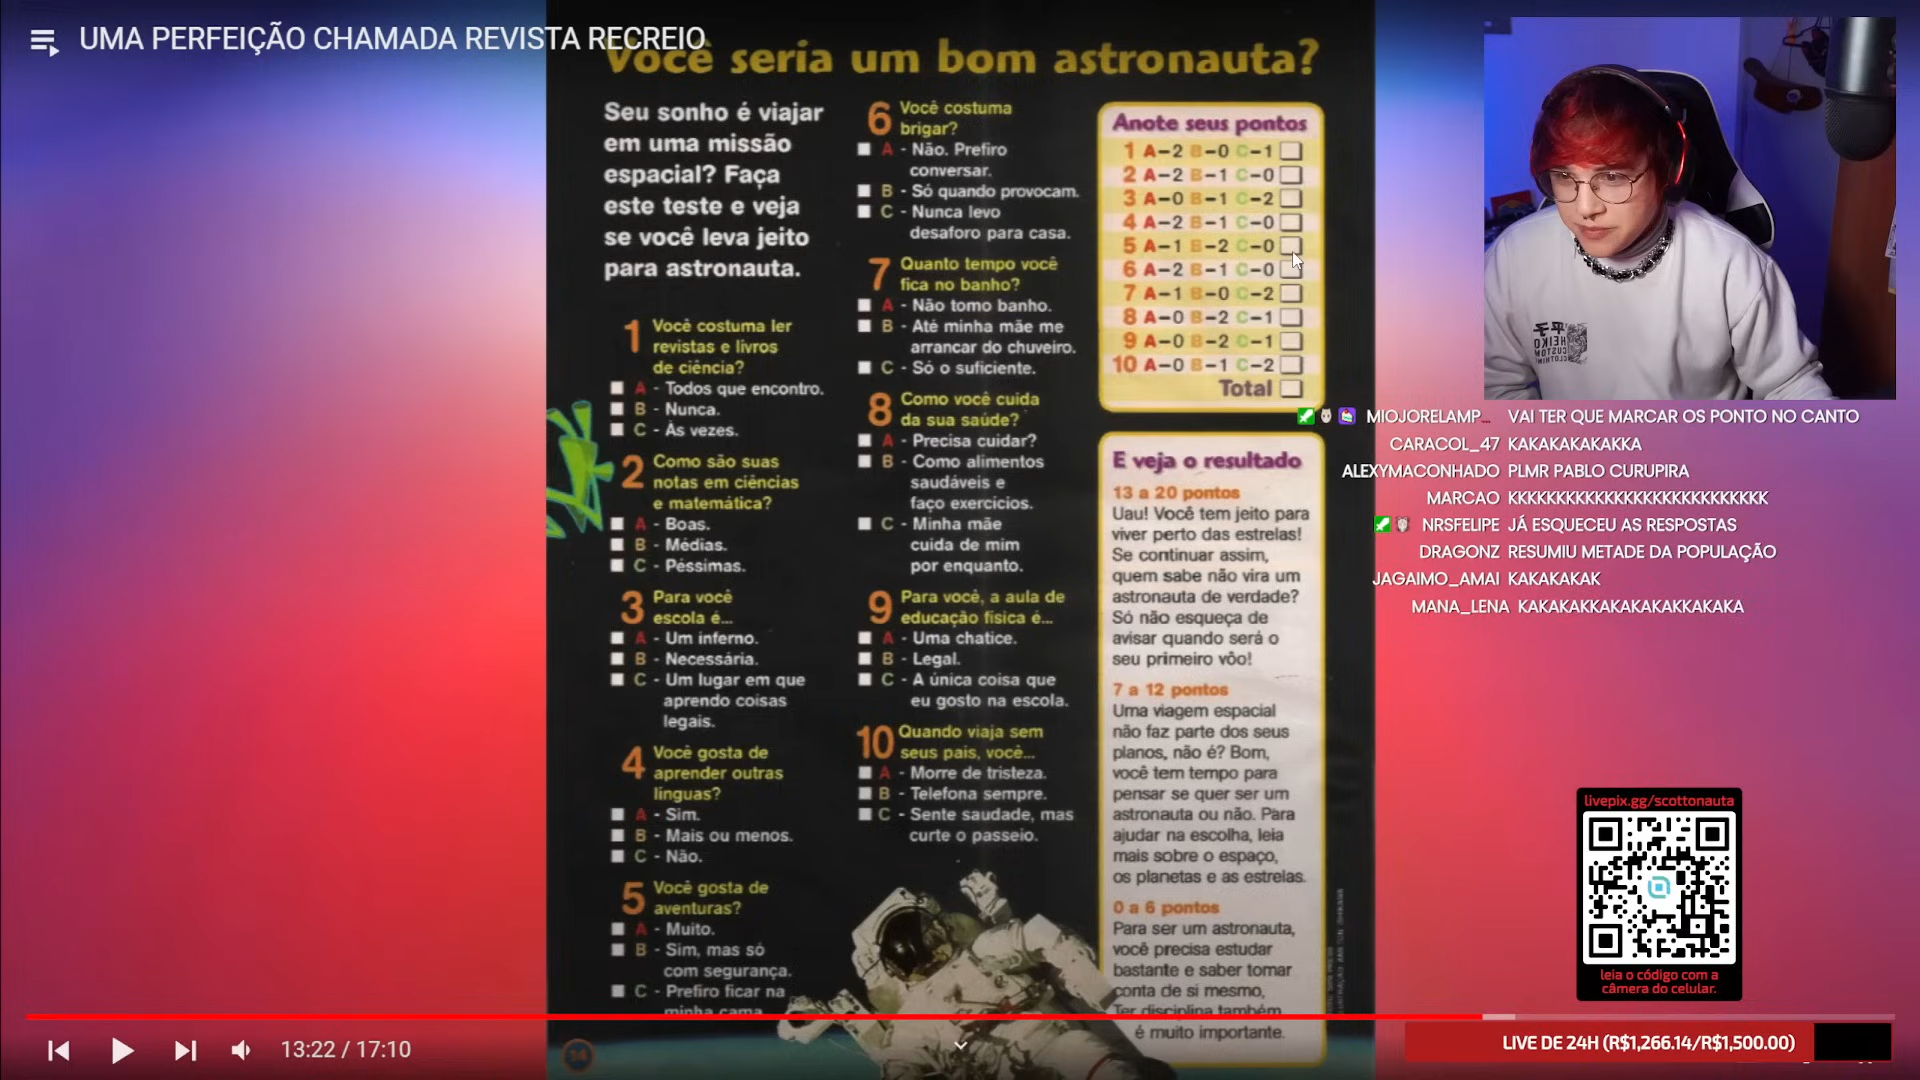 UMA PERFEIÇÃO CHAMADA REVISTA RECREIO
Você seria um bom astronauta?
Seu sonho é viajar
em uma missão
espacial? Faça
este teste e veja
se você leva jeito
para astronauta.
1 Você costuma ler
revistas e livros
de ciência?
A - Todos que encontro.
B - Nunca.
C - Às vezes.
2 Como são suas
notas em ciências
e matemática?
A - Boas.
B - Médias.
C - Péssimas.
3 Para você
escola é...
A - Um inferno.
B - Necessária.
C - Um lugar em que
aprendo coisas
legais.
4 Você gosta de
aprender outras
línguas?
A - Sim.
B - Mais ou menos.
C - Não.
5 Você gosta de
aventuras?
A - Muito.
B - Sim, mas só
com segurança.
C - Prefiro ficar na
minha cama.
14
6 Você costuma
brigar?
A - Não. Prefiro
conversar.
B - Só quando provocam.
C - Nunca levo
desaforo para casa.
7 Quanto tempo você
fica no banho?
A - Não tomo banho.
B - Até minha mãe me
arrancar do chuveiro.
C - Só o suficiente.
8 Como você cuida
da sua saúde?
A - Precisa cuidar?
B - Como alimentos
saudáveis e
faço exercícios.
C - Minha mãe
cuida de mim
por enquanto.
9 Para você, a aula de
educação física é...
A - Uma chatice.
B - Legal.
C - A única coisa que
eu gosto na escola.
10 Quando viaja sem
seus pais, você...
A - Morre de tristeza.
B - Telefona sempre.
C - Sente saudade, mas
curte o passeio.
Anote seus pontos
1 A-2 B-0 C-1
2 A-2 B-1 C-0
3 A-0 B-1 C-2
4 A-2 B-1 C-0
5 A-1 B-2 C-0
6 A-2 B-1 C-0
7 A-1 B-0 C-2
8 A-0 B-2 C-1
9 A-0 B-2 C-1
10 A-0 B-1 C-2
Total
E veja o resultado
13 a 20 pontos
Uau! Você tem jeito para
viver perto das estrelas!
Se continuar assim,
quem sabe não vira um
astronauta de verdade?
Só não esqueça de
avisar quando será o
seu primeiro vôo!
7 a 12 pontos
Uma viagem espacial
não faz parte dos seus
planos, não é? Bom,
você tem tempo para
pensar se quer ser um
astronauta ou não. Para
ajudar na escolha, leia
mais sobre o espaço,
os planetas e as estrelas.
0 a 6 pontos
Para ser um astronauta,
você precisa estudar
bastante e saber tomar
conta de si mesmo,
Ter disciplina também
é muito importante.
HEIKO
CUSTOM
CLOTHING
MIOJORELAMP... VAI TER QUE MARCAR OS PONTO NO CANTO
CARACOL_47 KAKAKAKAKAKKA
ALEXYMACONHADO PLMR PABLO CURUPIRA
MARCAO KKKKKKKKKKKKKKKKKKKKKKKKKK
NRSFELIPE JÁ ESQUECEU AS RESPOSTAS
DRAGONZ RESUMIU METADE DA POPULAÇÃO
JAGAIMO_AMAI KAKAKAKAK
MANA_LENA KAKAKAKKAKAKAKAKKAKAKA
livepix.gg/scottonauta
leia o código com a
câmera do celular.
LIVE DE 24H (R$1,266.14/R$1,500.00)
13:22 / 17:10